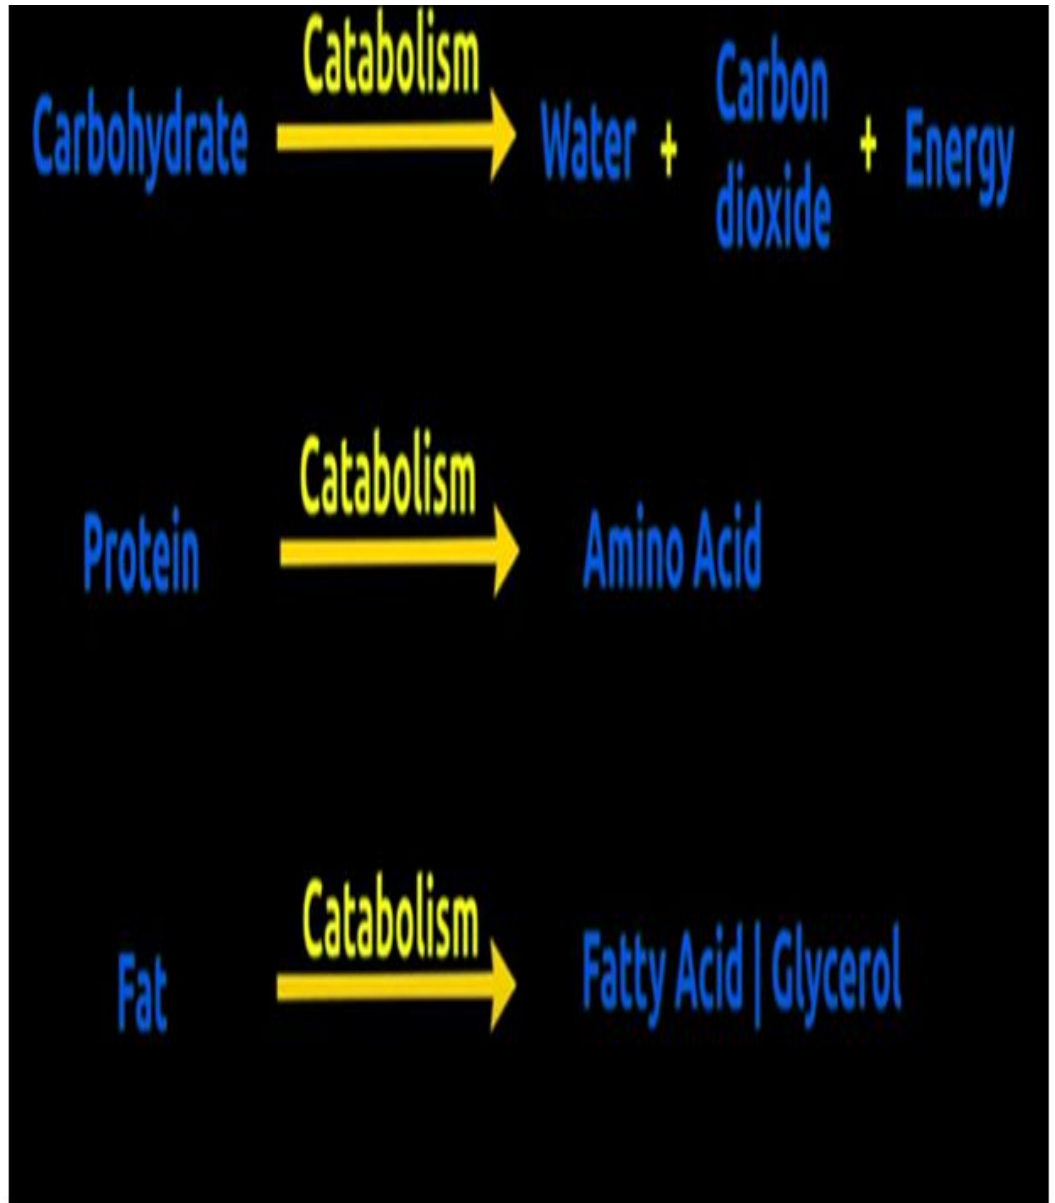 Catabolism
Carbohydrate Water + Carbon dioxide + Energy
Catabolism
Protein Amino Acid
Catabolism
Fat Fatty Acid | Glycerol